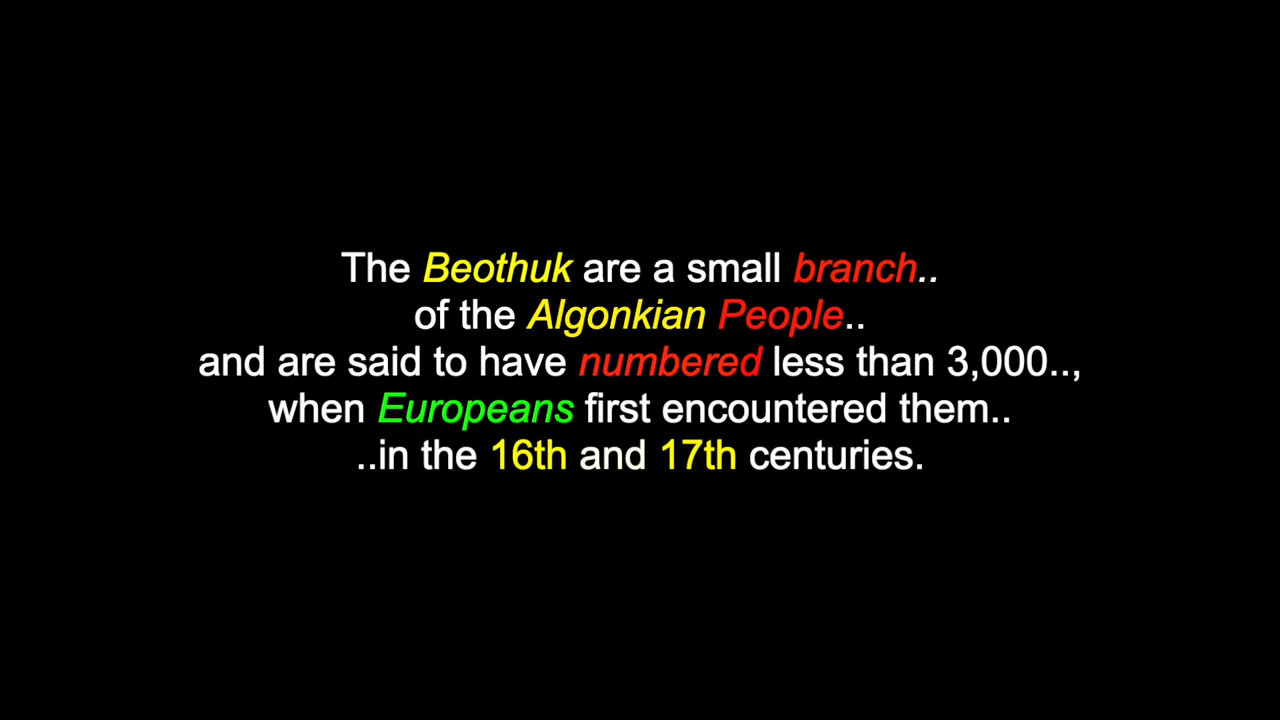 The Beothuk are a small branch..
of the Algonkian People..
and are said to have numbered less than 3,000..,
when Europeans first encountered them..
..in the 16th and 17th centuries.